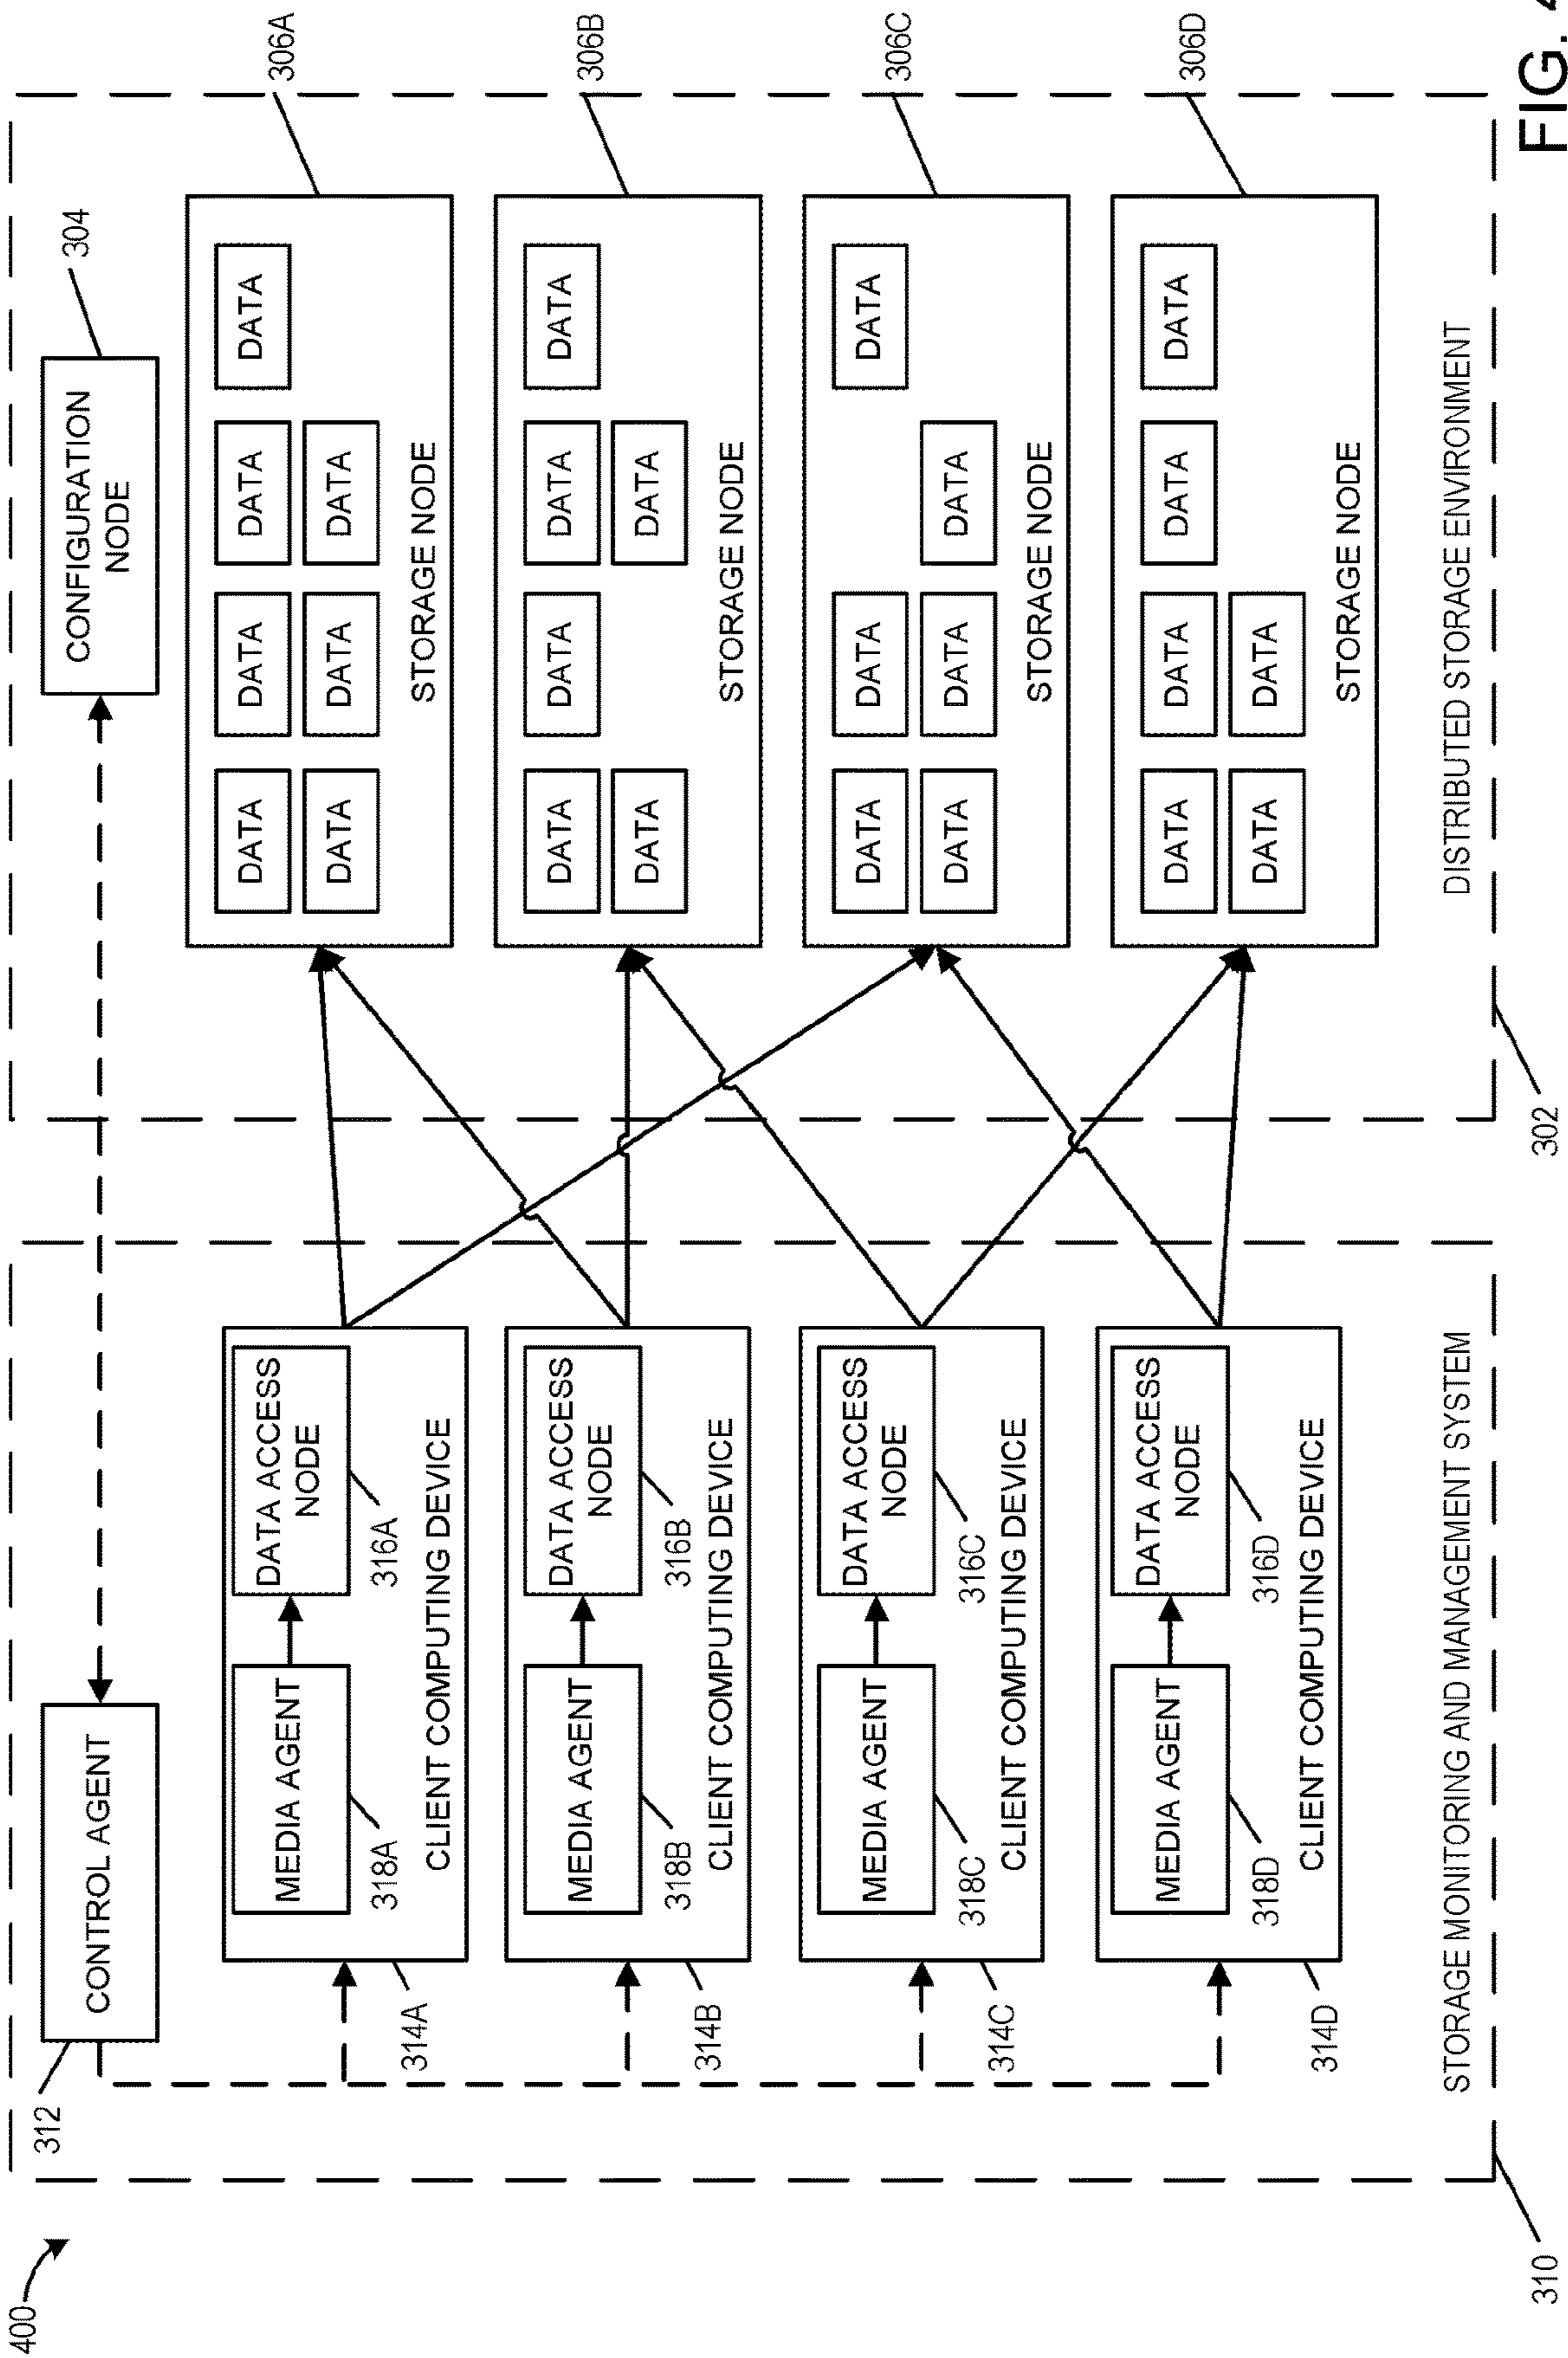 400
312
CONTROL AGENT
CONFIGURATION
NODE
304
314A
MEDIA AGENT
318A
DATA ACCESS
NODE
316A
CLIENT COMPUTING DEVICE
DATA DATA DATA DATA
DATA DATA DATA
STORAGE NODE
306A
314B
MEDIA AGENT
318B
DATA ACCESS
NODE
316B
CLIENT COMPUTING DEVICE
DATA DATA DATA DATA
DATA DATA
STORAGE NODE
306B
314C
MEDIA AGENT
318C
DATA ACCESS
NODE
316C
CLIENT COMPUTING DEVICE
DATA DATA DATA
DATA DATA DATA
STORAGE NODE
306C
314D
MEDIA AGENT
318D
DATA ACCESS
NODE
316D
CLIENT COMPUTING DEVICE
DATA DATA DATA DATA
DATA DATA
STORAGE NODE
306D
STORAGE MONITORING AND MANAGEMENT SYSTEM
DISTRIBUTED STORAGE ENVIRONMENT
310
302
FIG. 4